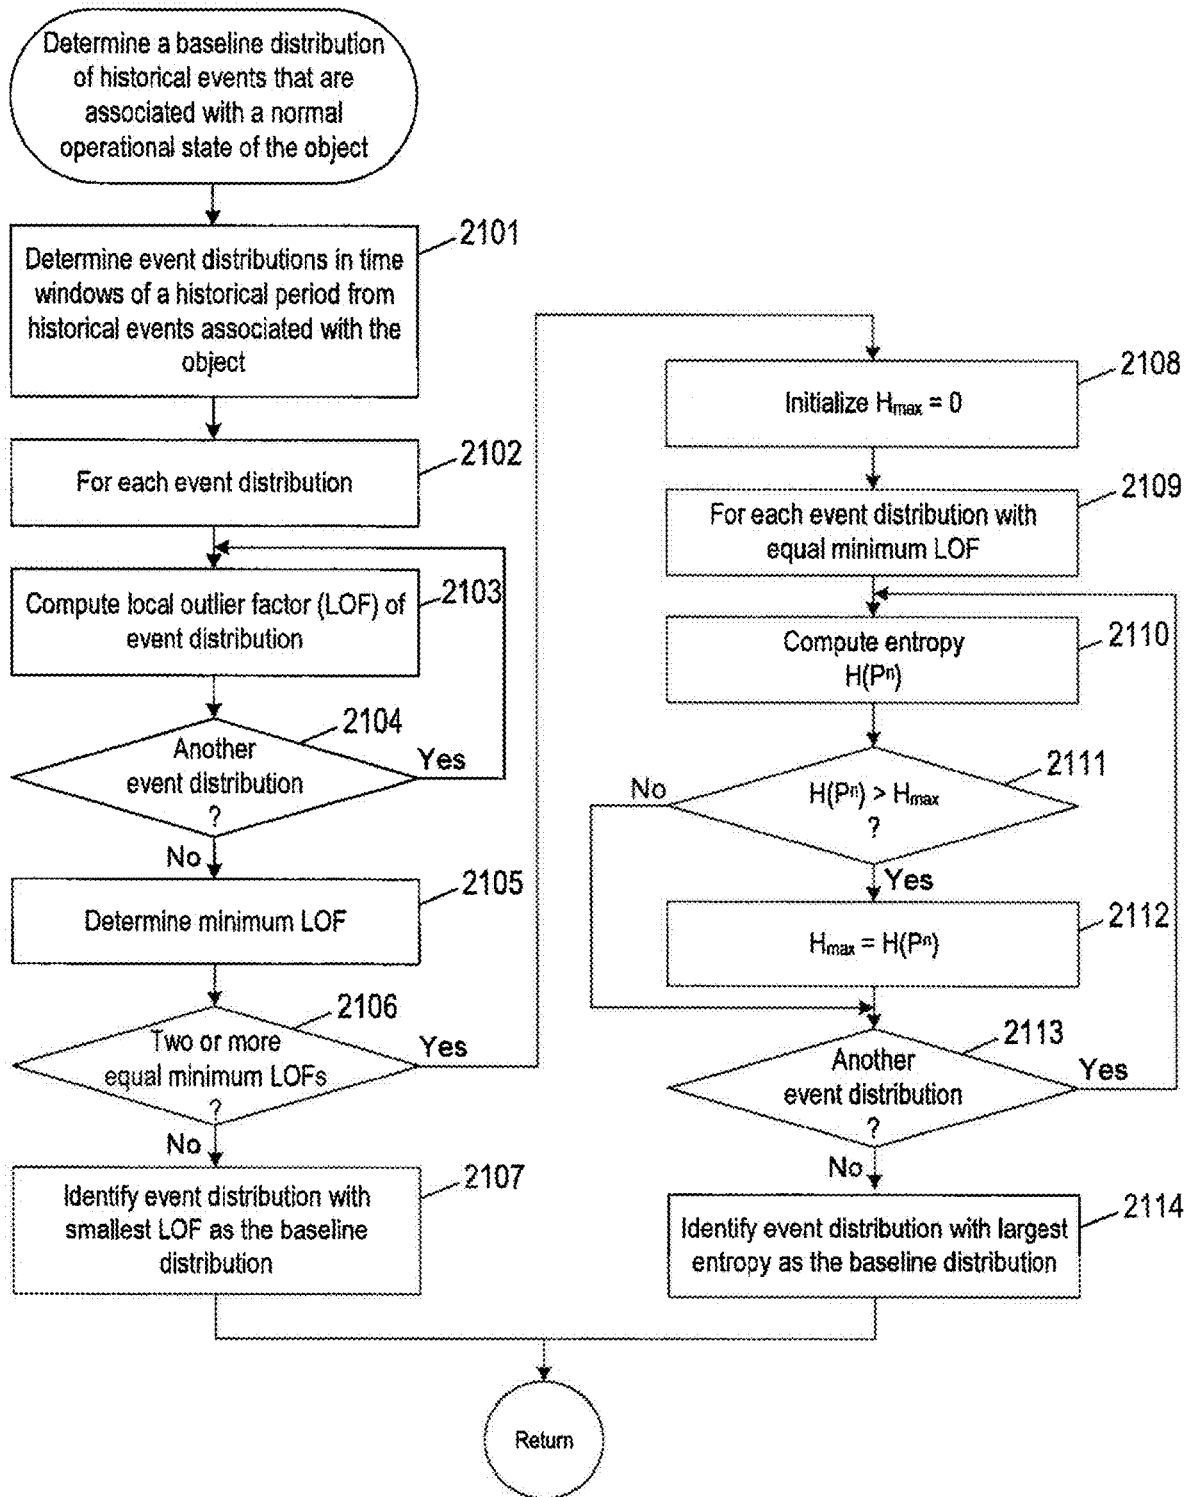 Determine a baseline distribution
of historical events that are
associated with a normal
operational state of the object
2101
Determine event distributions in time
windows of a historical period from
historical events associated with the
object
2102
For each event distribution
2103
Compute local outlier factor (LOF) of
event distribution
2104
Another
event distribution
?
Yes
No
2105
Determine minimum LOF
2106
Two or more
equal minimum LOFs
?
Yes
No
2107
Identify event distribution with
smallest LOF as the baseline
distribution
2108
Initialize Hmax = 0
2109
For each event distribution with
equal minimum LOF
2110
Compute entropy
H(Pⁿ)
2111
H(Pⁿ) > Hmax
?
No
Yes
2112
Hmax = H(Pⁿ)
2113
Another
event distribution
?
Yes
No
2114
Identify event distribution with largest
entropy as the baseline distribution
Return